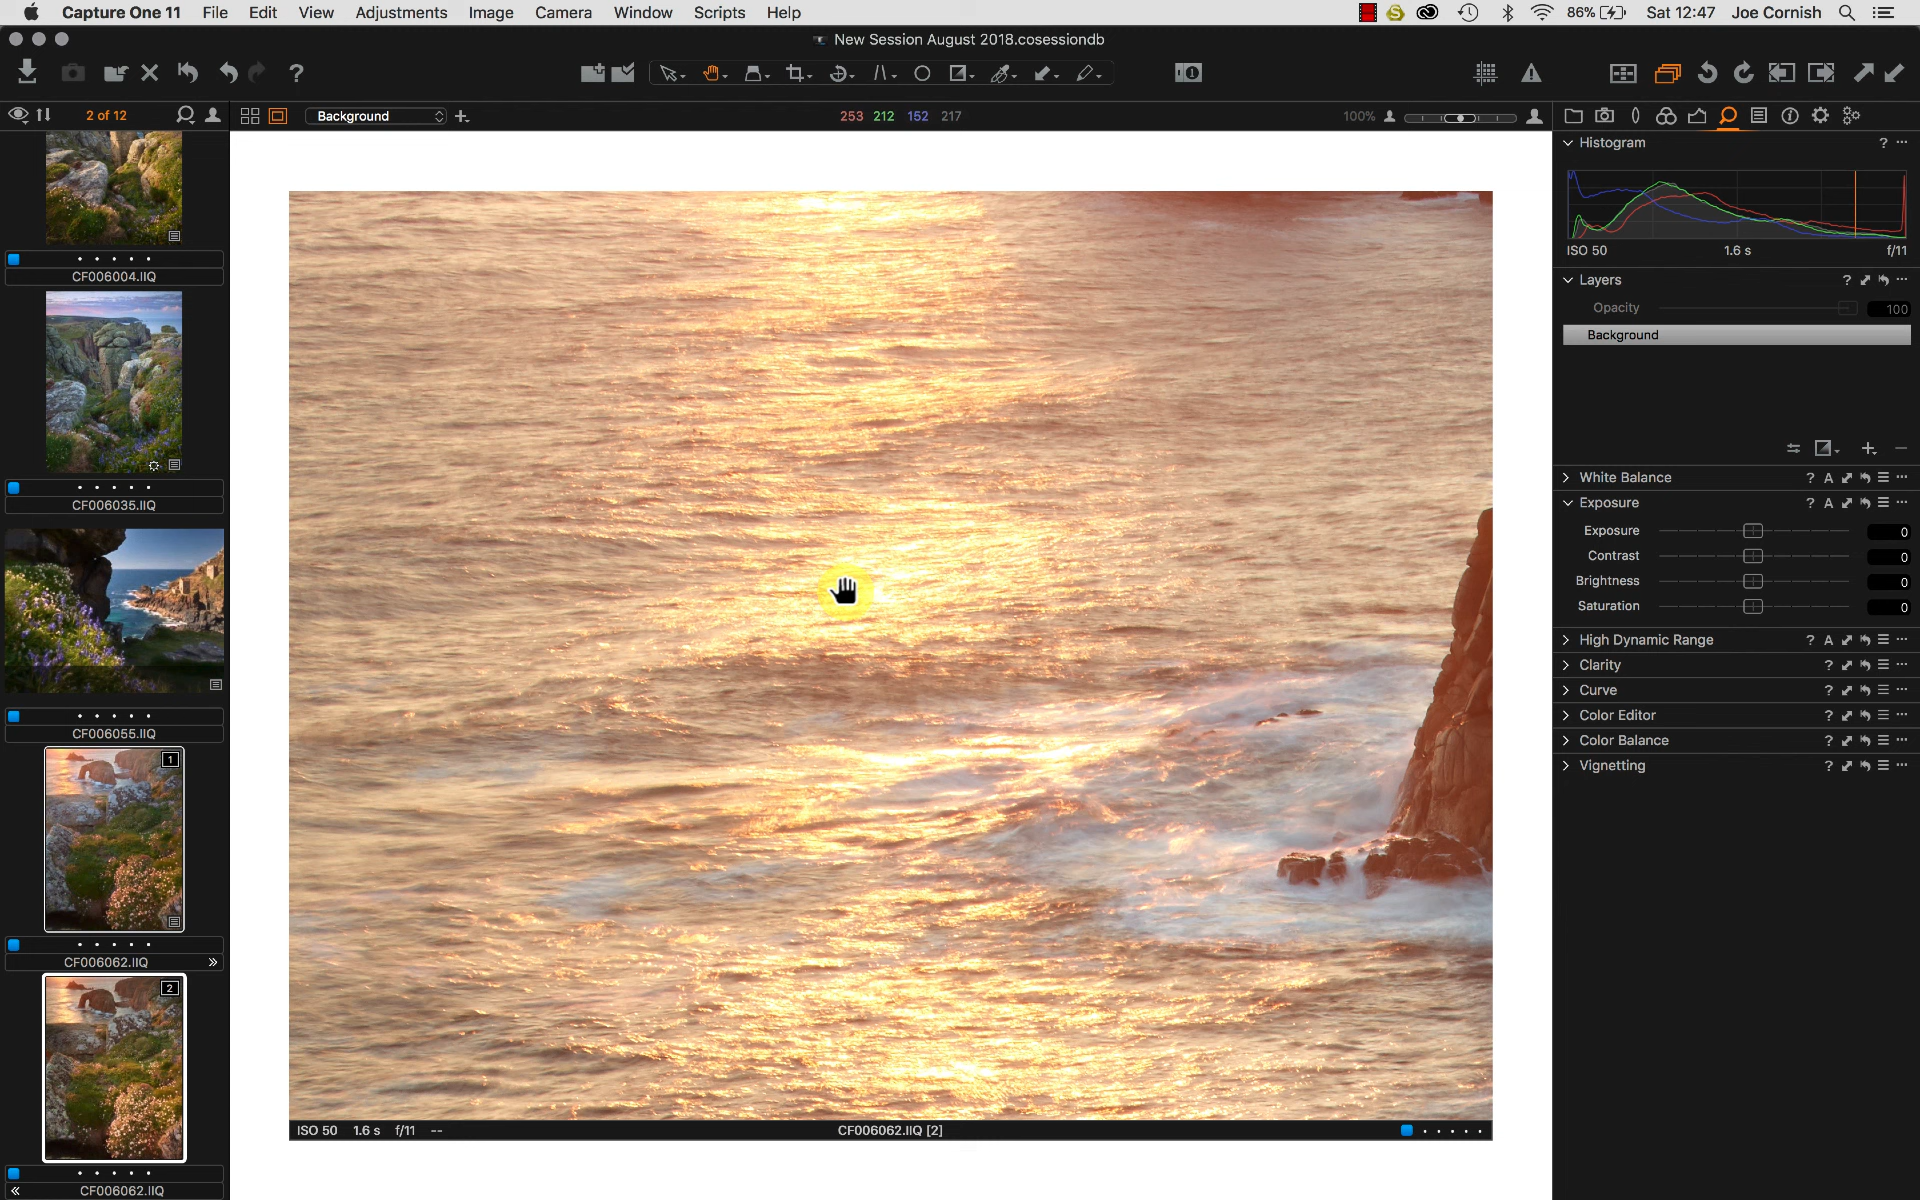 Capture One 11 File Edit View Adjustments Image Camera Window Scripts Help 86% Sat 12:47 Joe Cornish
New Session August 2018.cosessiondb
?
1
2 of 12
Background
253 212 152 217
100%
CF006004.IIQ
CF006035.IIQ
CF006055.IIQ
1
CF006062.IIQ
2
CF006062.IIQ
ISO 50 1.6 s f/11 --
CF006062.IIQ [2]
Histogram ?
ISO 50 1.6 s f/11
Layers ?
Opacity 100
Background
White Balance ? A
Exposure ? A
Exposure 0
Contrast 0
Brightness 0
Saturation 0
High Dynamic Range ? A
Clarity ?
Curve ?
Color Editor ?
Color Balance ?
Vignetting ?